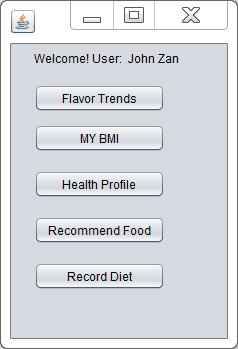 Welcome! User: John Zan
Flavor Trends
MY BMI
Health Profile
Recommend Food
Record Diet